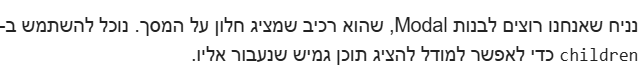 נניח שאנחנו רוצים לבנות Modal, שהוא רכיב שמציג חלון על המסך. נוכל להשתמש ב-
children כדי לאפשר למודל להציג תוכן גמיש שנעבור אליו.